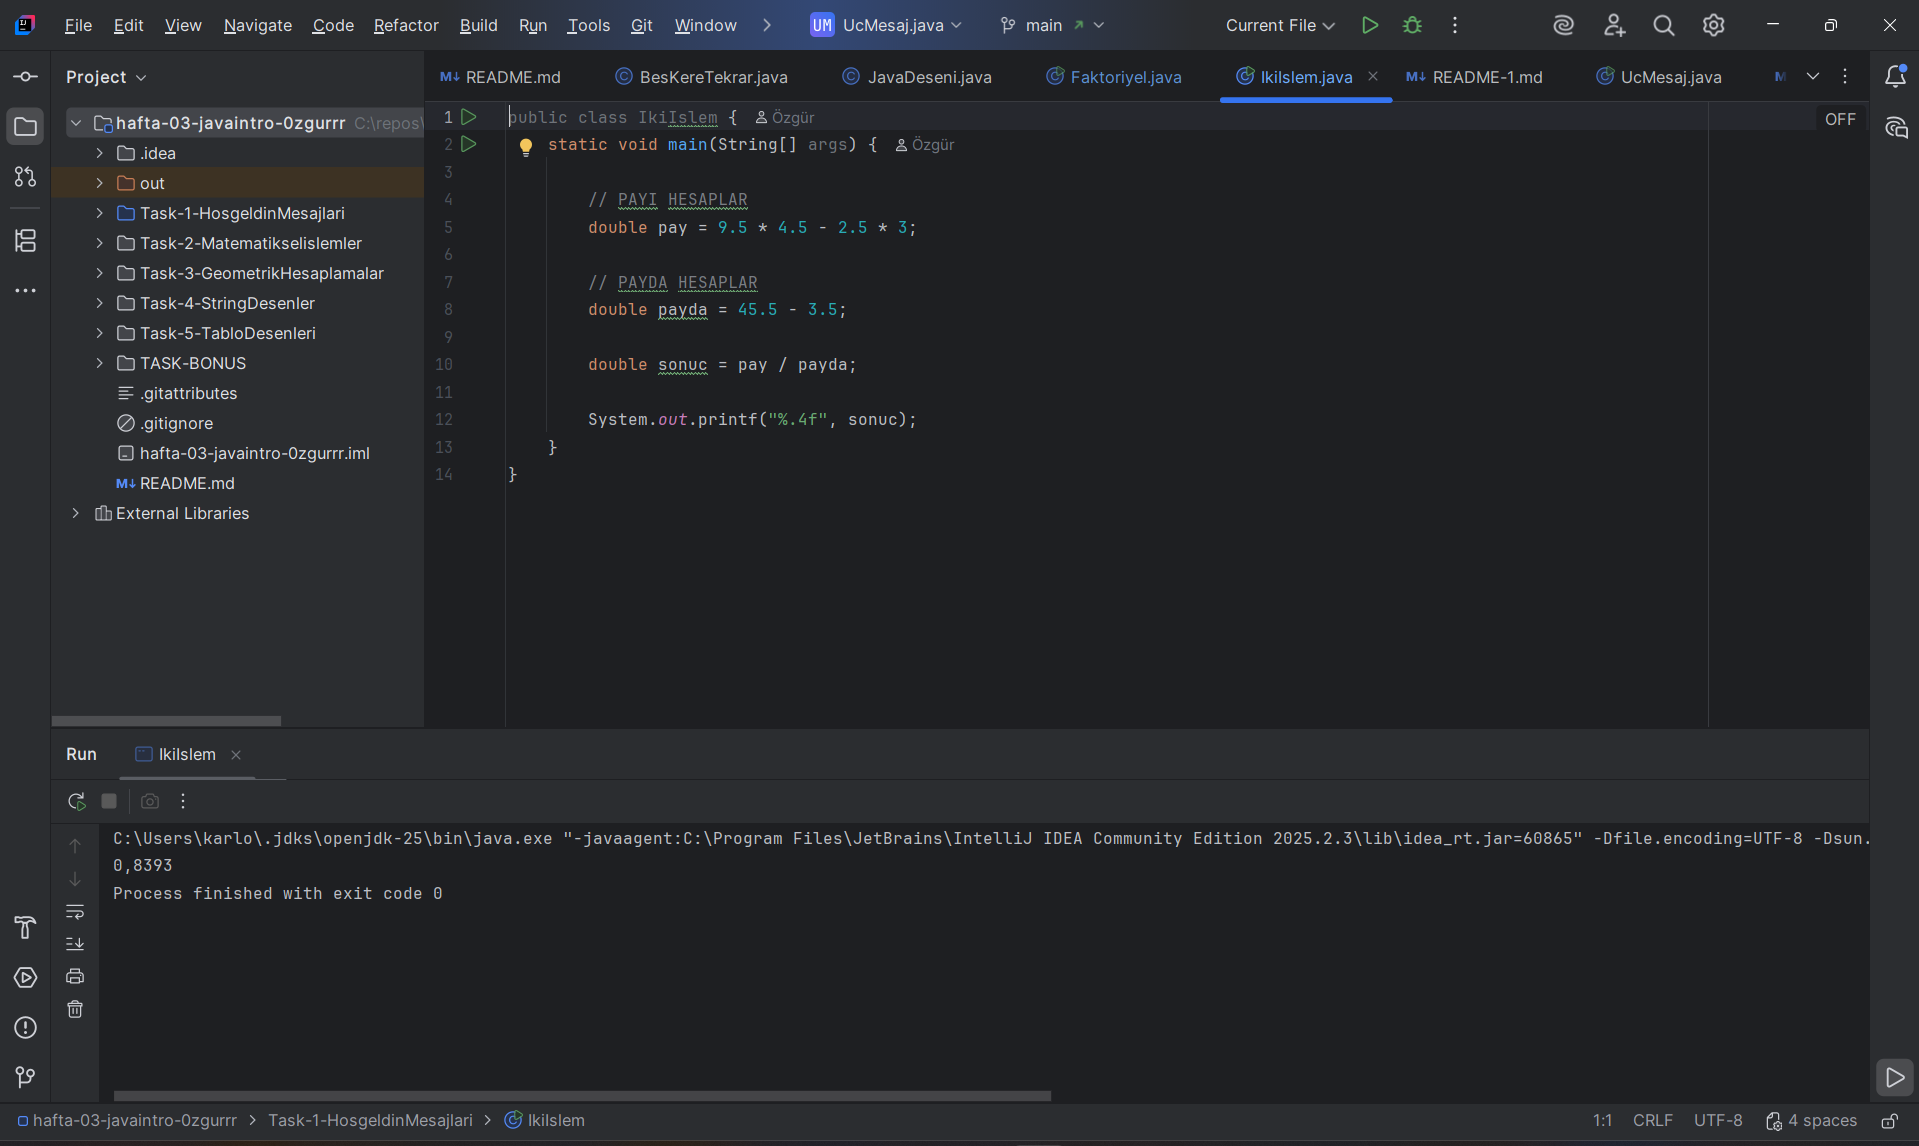 File Edit View Navigate Code Refactor Build Run Tools Git Window UM UcMesaj.java main Current File
Project
README.md BesKereTekrar.java JavaDeseni.java Faktoriyel.java IkiIslem.java README-1.md UcMesaj.java
hafta-03-javaintro-0zgurrr C:\repos\
.idea
out
Task-1-HosgeldinMesajlari
Task-2-Matematikselislemler
Task-3-GeometrikHesaplamalar
Task-4-StringDesenler
Task-5-TabloDesenleri
TASK-BONUS
.gitattributes
.gitignore
hafta-03-javaintro-0zgurrr.iml
README.md
External Libraries
OFF
1 public class IkiIslem { Özgür
2 static void main(String[] args) { Özgür
3
4 // PAYI HESAPLAR
5 double pay = 9.5 * 4.5 - 2.5 * 3;
6
7 // PAYDA HESAPLAR
8 double payda = 45.5 - 3.5;
9
10 double sonuc = pay / payda;
11
12 System.out.printf("%.4f", sonuc);
13 }
14 }
Run IkiIslem
C:\Users\karlo\.jdks\openjdk-25\bin\java.exe "-javaagent:C:\Program Files\JetBrains\IntelliJ IDEA Community Edition 2025.2.3\lib\idea_rt.jar=60865" -Dfile.encoding=UTF-8 -Dsun.
0,8393
Process finished with exit code 0
hafta-03-javaintro-0zgurrr > Task-1-HosgeldinMesajlari > IkiIslem 1:1 CRLF UTF-8 4 spaces